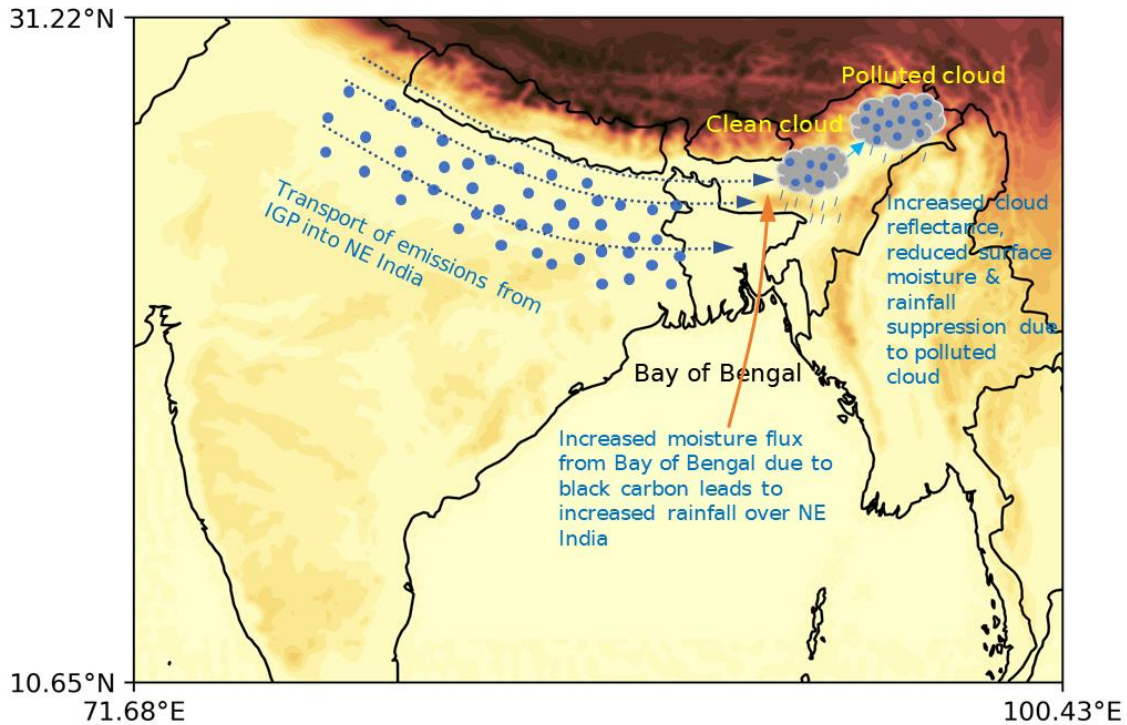 31.22°N
Polluted cloud
Clean cloud
Transport of emissions from
IGP into NE India
Increased cloud
reflectance,
reduced surface
moisture &
rainfall
suppression due
to polluted
cloud
Bay of Bengal
Increased moisture flux
from Bay of Bengal due to
black carbon leads to
increased rainfall over NE
India
10.65°N
71.68°E
100.43°E